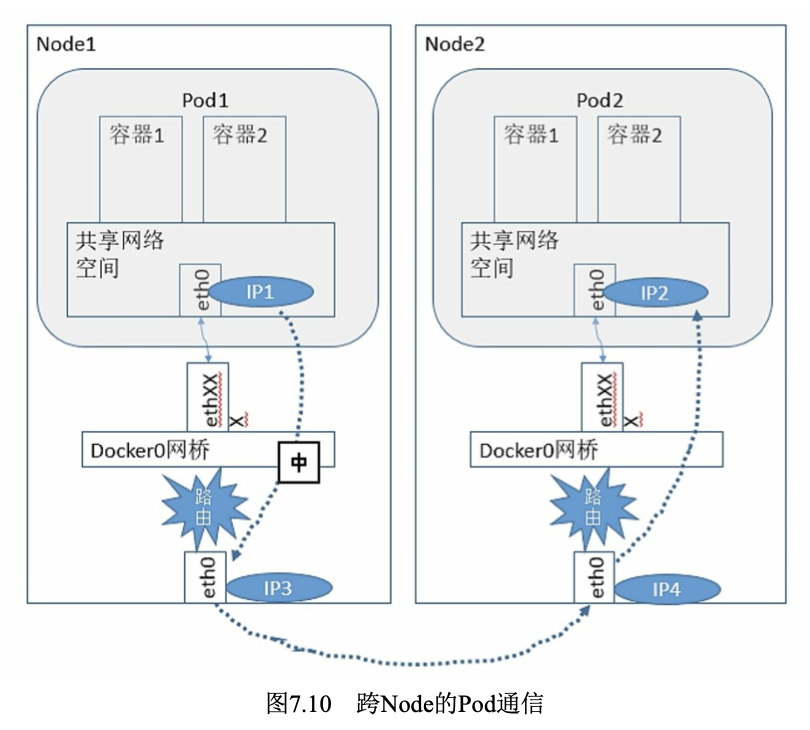 Node1
Pod1
容器1
容器2
共享网络
空间
eth0
IP1
ethXX
X
Docker0网桥
中
路
由
eth0
IP3
Node2
Pod2
容器1
容器2
共享网络
空间
eth0
IP2
ethXX
X
Docker0网桥
路
由
eth0
IP4
图7.10 跨Node的Pod通信